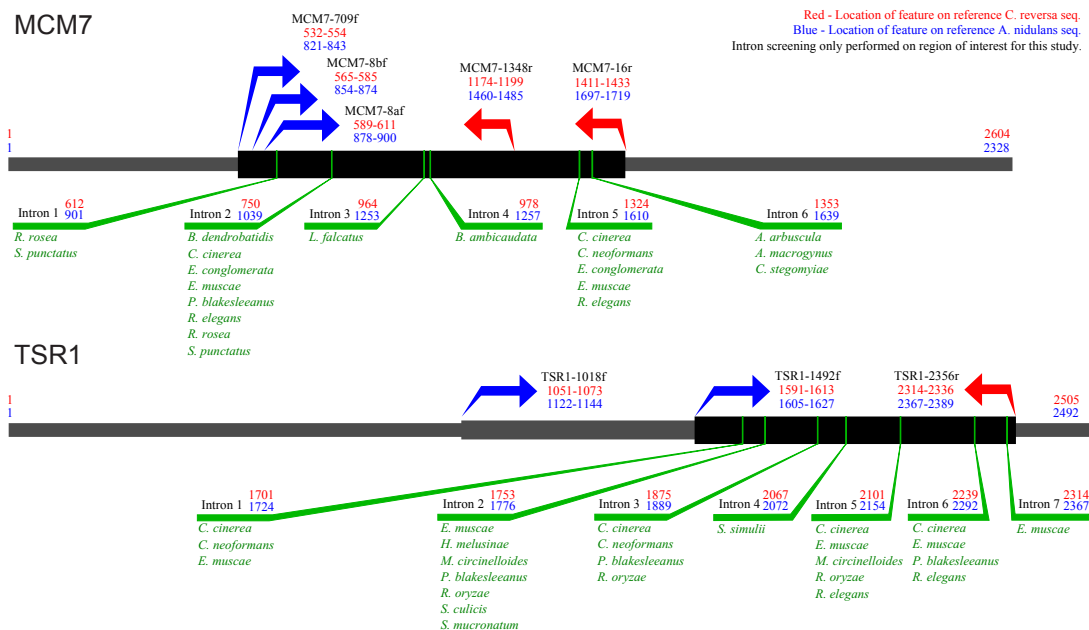 MCM7
Red - Location of feature on reference C. reversa seq.
Blue - Location of feature on reference A. nidulans seq.
Intron screening only performed on region of interest for this study.
MCM7-709f
532-554
821-843
MCM7-8bf
565-585
854-874
MCM7-8af
589-611
878-900
MCM7-1348r
1174-1199
1460-1485
MCM7-16r
1411-1433
1697-1719
1
1
2604
2328
Intron 1 612
901
R. rosea
S. punctatus
Intron 2 750
1039
B. dendrobatidis
C. cinerea
E. conglomerata
E. muscae
P. blakesleeanus
R. elegans
R. rosea
S. punctatus
Intron 3 964
1253
L. falcatus
Intron 4 978
1257
B. ambicaudata
Intron 5 1324
1610
C. cinerea
C. neoformans
E. conglomerata
E. muscae
R. elegans
Intron 6 1353
1639
A. arbuscula
A. macrogynus
C. stegomyiae
TSR1
TSR1-1018f
1051-1073
1122-1144
TSR1-1492f
1591-1613
1605-1627
TSR1-2356r
2314-2336
2367-2389
1
1
2505
2492
Intron 1 1701
1724
C. cinerea
C. neoformans
E. muscae
Intron 2 1753
1776
E. muscae
H. melusinae
M. circinelloides
P. blakesleeanus
R. oryzae
S. culicis
S. mucronatum
Intron 3 1875
1889
C. cinerea
C. neoformans
P. blakesleeanus
R. oryzae
Intron 4 2067
2072
S. simulii
Intron 5 2101
2154
C. cinerea
E. muscae
M. circinelloides
R. oryzae
R. elegans
Intron 6 2239
2292
C. cinerea
E. muscae
P. blakesleeanus
R. elegans
Intron 7 2314
2367
E. muscae